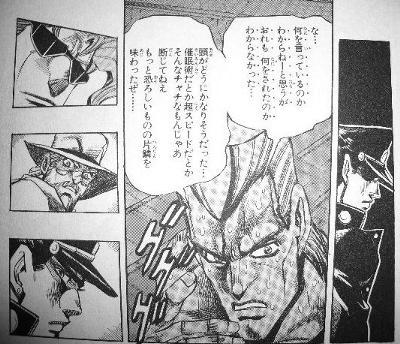 な…
何を言っているのか
わからねーと思うが
おれも 何をされたのか
わからなかった…
頭がどうにかなりそうだった…
催眠術だとか超スピードだとか
そんなチャチなもんじゃあ
断じてねえ
もっと恐ろしいものの片鱗を
味わったぜ……
ゴゴゴ